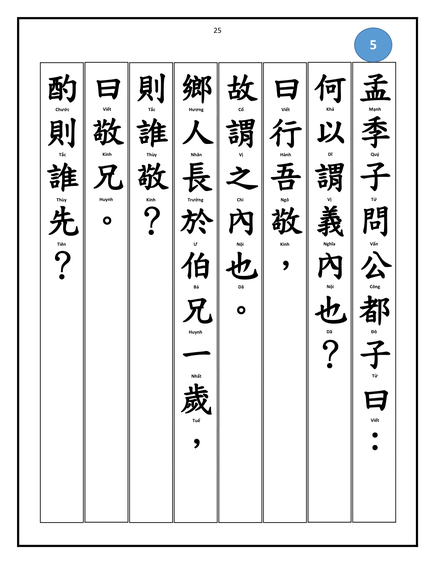 25
5
孟季子問公都子曰：
Mạnh Quý Tử Vấn Công Đô Tử Viết
何以謂義內也？
Khả Dĩ Vị Nghĩa Nội Dã
曰行吾敬，
Viết Hành Ngô Kính
故謂之內也。
Cố Vị Chi Nội Dã
鄉人長於伯兄一歲，
Hương Nhân Trưởng Ư Bá Huynh Nhất Tuế
則誰敬？
Tắc Thùy Kính
曰敬兄。
Viết Kính Huynh
酌則誰先？
Chước Tắc Thùy Tiên